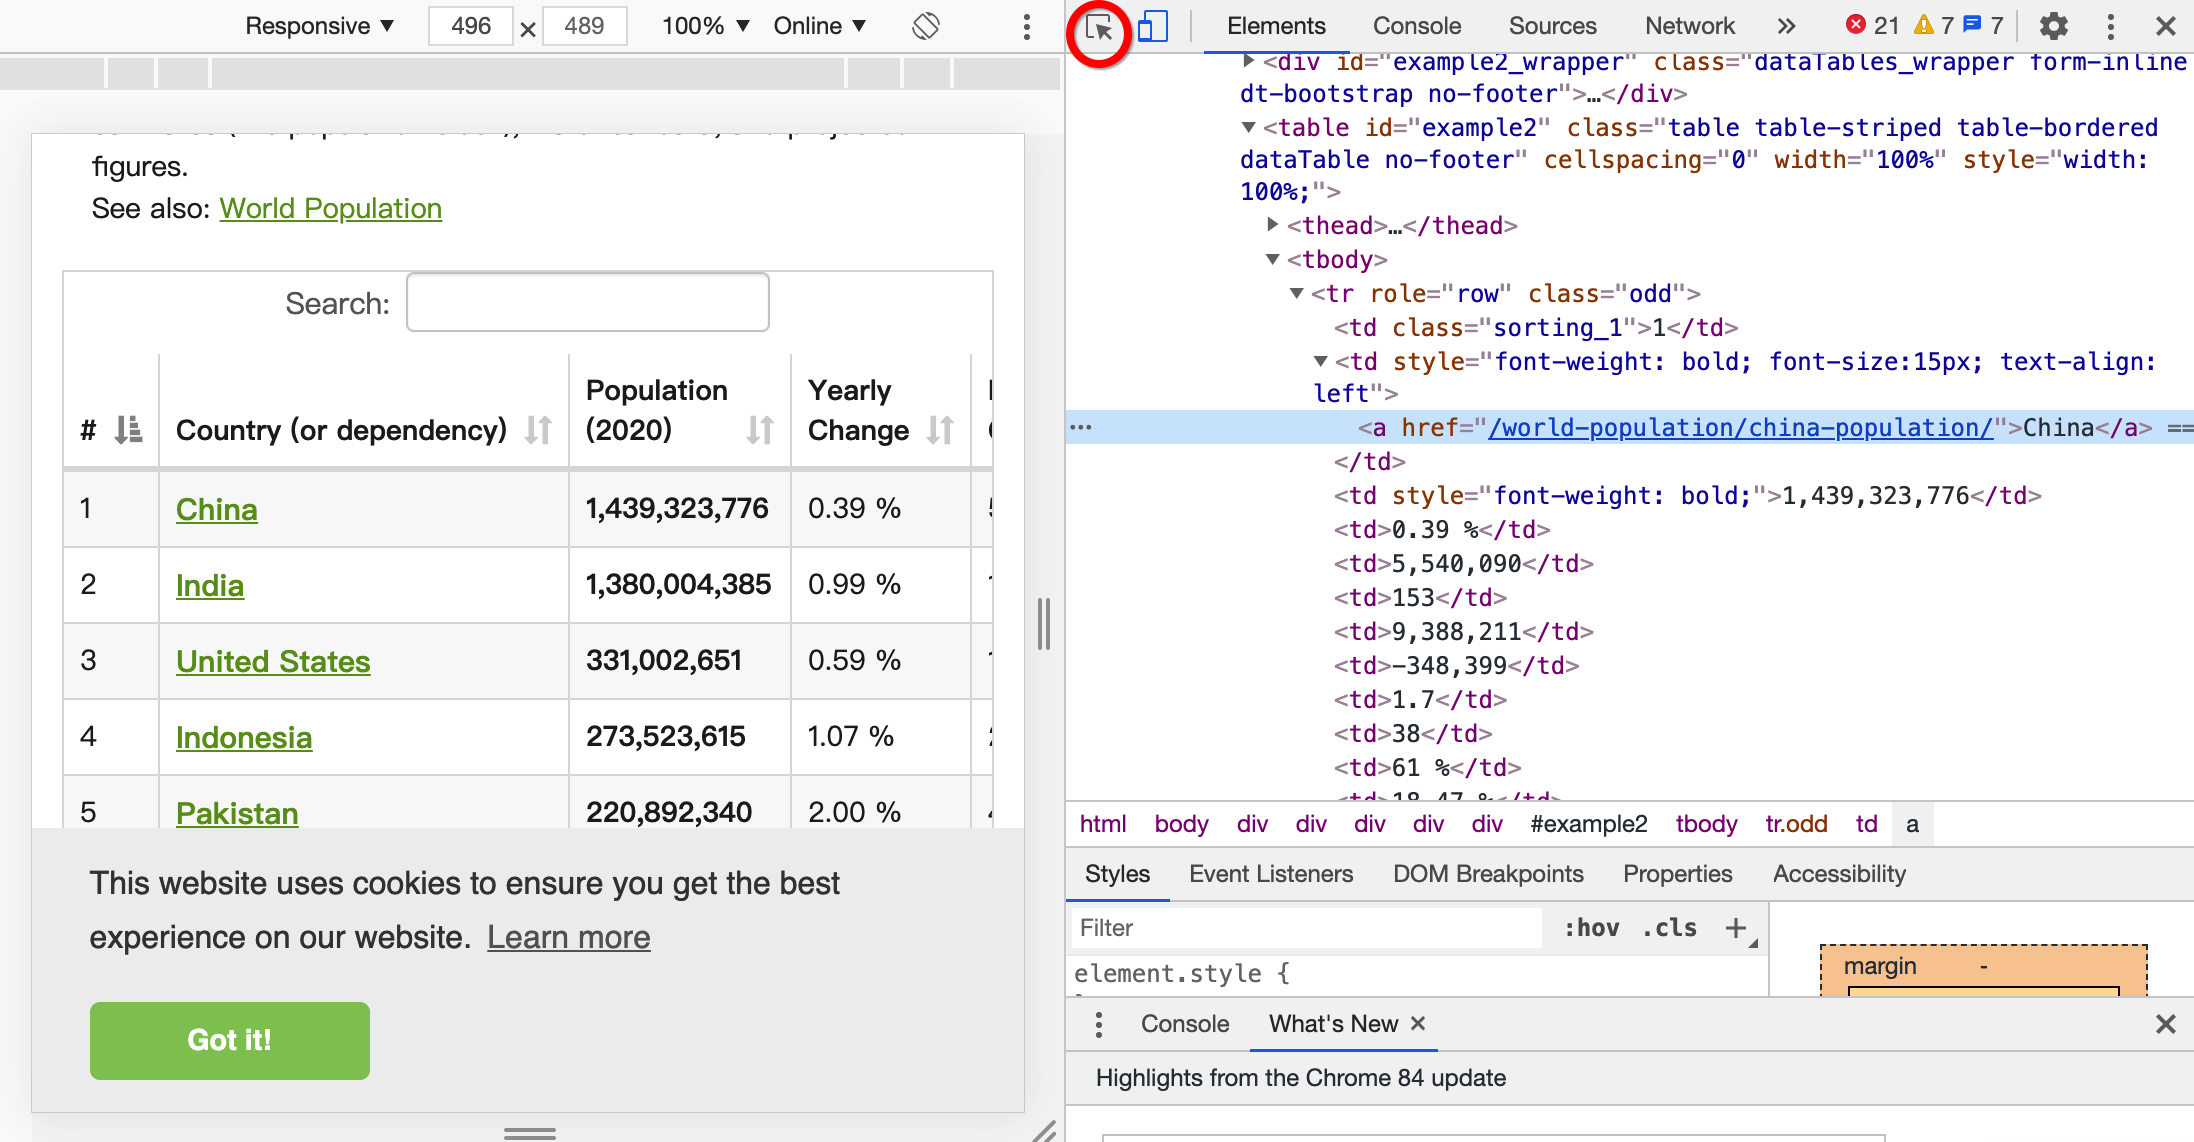 Responsive ▼ 496 × 489 100% ▼ Online ▼
figures.
See also: World Population
Search:
# Country (or dependency) Population (2020) Yearly Change
1 China 1,439,323,776 0.39 %
2 India 1,380,004,385 0.99 %
3 United States 331,002,651 0.59 %
4 Indonesia 273,523,615 1.07 %
5 Pakistan 220,892,340 2.00 %
This website uses cookies to ensure you get the best
experience on our website. Learn more
Got it!
Elements Console Sources Network » 21 7 7
▶<div id="example2_wrapper" class="dataTables_wrapper form-inline
dt-bootstrap no-footer">…</div>
▼<table id="example2" class="table table-striped table-bordered
dataTable no-footer" cellspacing="0" width="100%" style="width:
100%;">
▶<thead>…</thead>
▼<tbody>
▼<tr role="row" class="odd">
<td class="sorting_1">1</td>
▼<td style="font-weight: bold; font-size:15px; text-align:
left">
… <a href="/world-population/china-population/">China</a> ==
</td>
<td style="font-weight: bold;">1,439,323,776</td>
<td>0.39 %</td>
<td>5,540,090</td>
<td>153</td>
<td>9,388,211</td>
<td>-348,399</td>
<td>1.7</td>
<td>38</td>
<td>61 %</td>
<td>18.47 %</td>
html body div div div div div #example2 tbody tr.odd td a
Styles Event Listeners DOM Breakpoints Properties Accessibility
Filter :hov .cls +
element.style {
margin -
Console What's New ×
Highlights from the Chrome 84 update